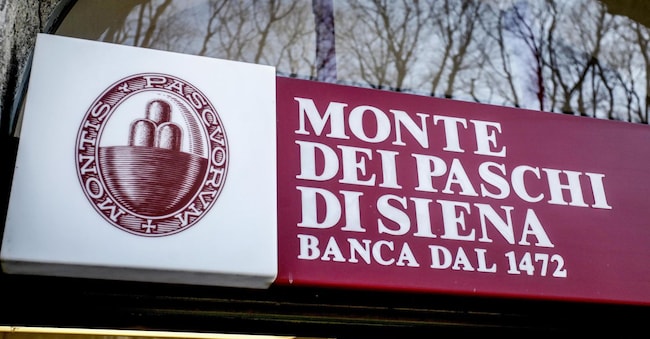 MONTIS PASCVORVM
MONTE
DEI PASCHI
DI SIENA
BANCA DAL 1472